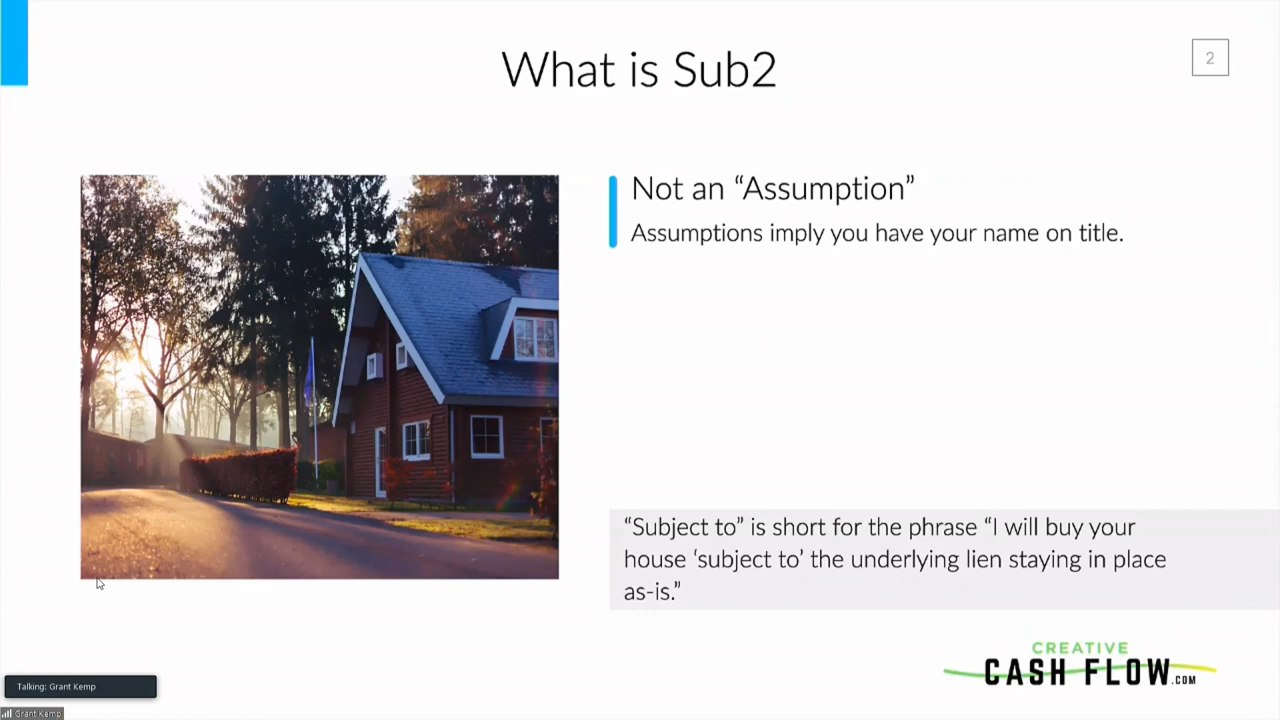 What is Sub2
2
Not an “Assumption”
Assumptions imply you have your name on title.
“Subject to” is short for the phrase “I will buy your
house ‘subject to’ the underlying lien staying in place
as-is.”
CREATIVE
CASH FLOW.COM
Talking: Grant Kemp
Grant Kemp